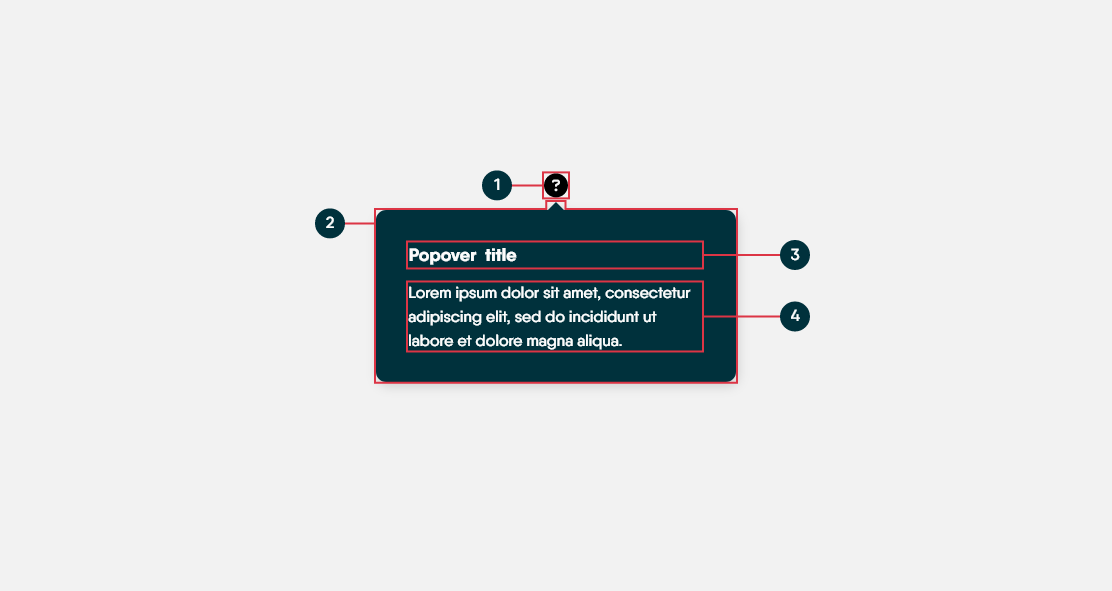 1
?
2
Popover title
3
Lorem ipsum dolor sit amet, consectetur
adipiscing elit, sed do incididunt ut
labore et dolore magna aliqua.
4